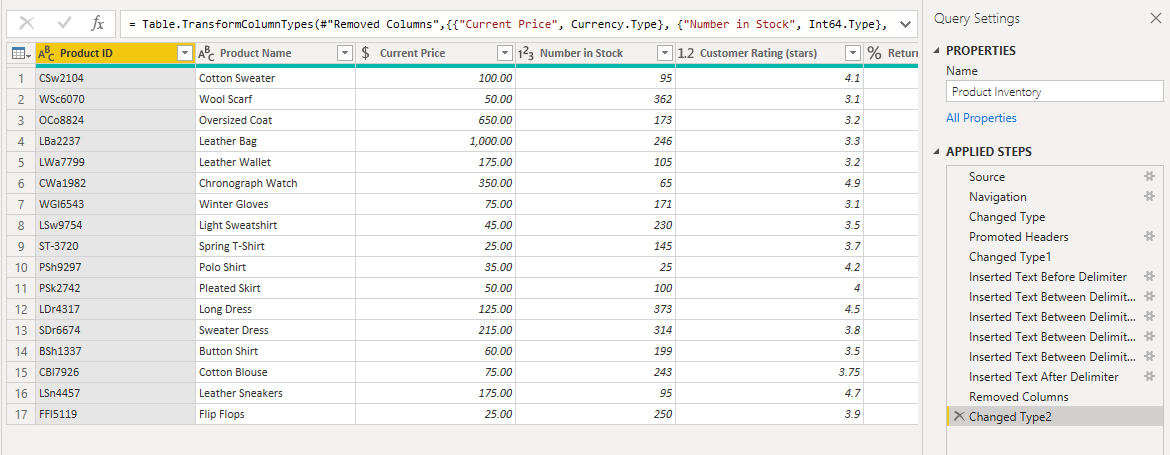 fx = Table.TransformColumnTypes(#"Removed Columns",{{"Current Price", Currency.Type}, {"Number in Stock", Int64.Type},
ABC Product ID ABC Product Name $ Current Price 123 Number in Stock 1.2 Customer Rating (stars) % Return
1 CSw2104 Cotton Sweater 100.00 95 4.1
2 WSc6070 Wool Scarf 50.00 362 3.1
3 OCo8824 Oversized Coat 650.00 173 3.2
4 LBa2237 Leather Bag 1,000.00 246 3.3
5 LWa7799 Leather Wallet 175.00 105 3.2
6 CWa1982 Chronograph Watch 350.00 65 4.9
7 WGl6543 Winter Gloves 75.00 171 3.1
8 LSw9754 Light Sweatshirt 45.00 230 3.5
9 ST-3720 Spring T-Shirt 25.00 145 3.7
10 PSh9297 Polo Shirt 35.00 25 4.2
11 PSk2742 Pleated Skirt 50.00 100 4
12 LDr4317 Long Dress 125.00 373 4.5
13 SDr6674 Sweater Dress 215.00 314 3.8
14 BSh1337 Button Shirt 60.00 199 3.5
15 CBl7926 Cotton Blouse 75.00 243 3.75
16 LSn4457 Leather Sneakers 175.00 95 4.7
17 FFl5119 Flip Flops 25.00 250 3.9
Query Settings
PROPERTIES
Name
Product Inventory
All Properties
APPLIED STEPS
Source
Navigation
Changed Type
Promoted Headers
Changed Type1
Inserted Text Before Delimiter
Inserted Text Between Delimit...
Inserted Text Between Delimit...
Inserted Text Between Delimit...
Inserted Text Between Delimit...
Inserted Text After Delimiter
Removed Columns
Changed Type2